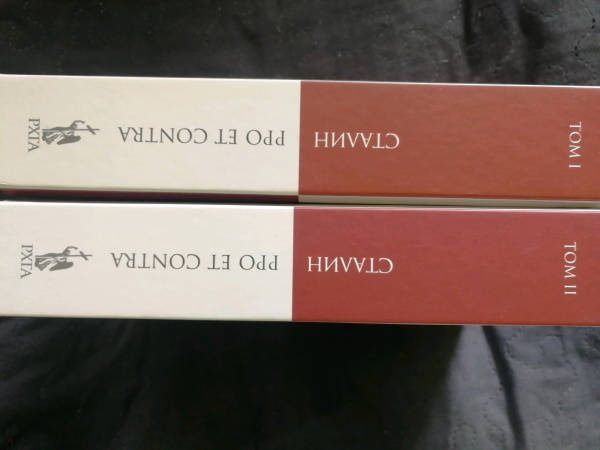 ТОМ I
СТАЛИН
PRO ET CONTRA
РХГА
ТОМ II
СТАЛИН
PRO ET CONTRA
РХГА